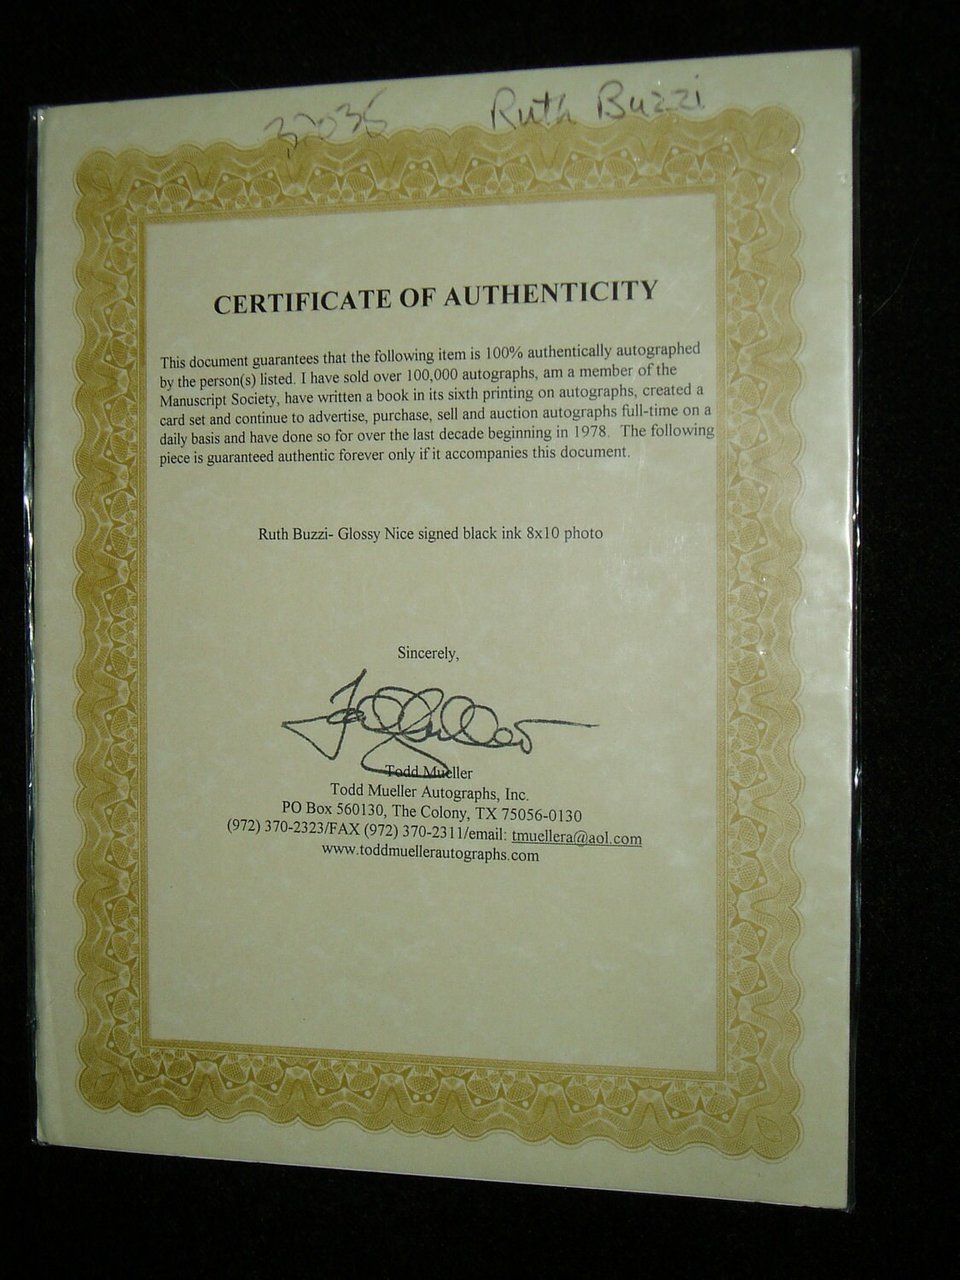 32036 Ruth Buzzi
CERTIFICATE OF AUTHENTICITY
This document guarantees that the following item is 100% authentically autographed
by the person(s) listed. I have sold over 100,000 autographs, am a member of the
Manuscript Society, have written a book in its sixth printing on autographs, created a
card set and continue to advertise, purchase, sell and auction autographs full-time on a
daily basis and have done so for over the last decade beginning in 1978. The following
piece is guaranteed authentic forever only if it accompanies this document.
Ruth Buzzi- Glossy Nice signed black ink 8x10 photo
Sincerely,
Todd Mueller
Todd Mueller Autographs, Inc.
PO Box 560130, The Colony, TX 75056-0130
(972) 370-2323/FAX (972) 370-2311/email: tmuellera@aol.com
www.toddmuellerautographs.com